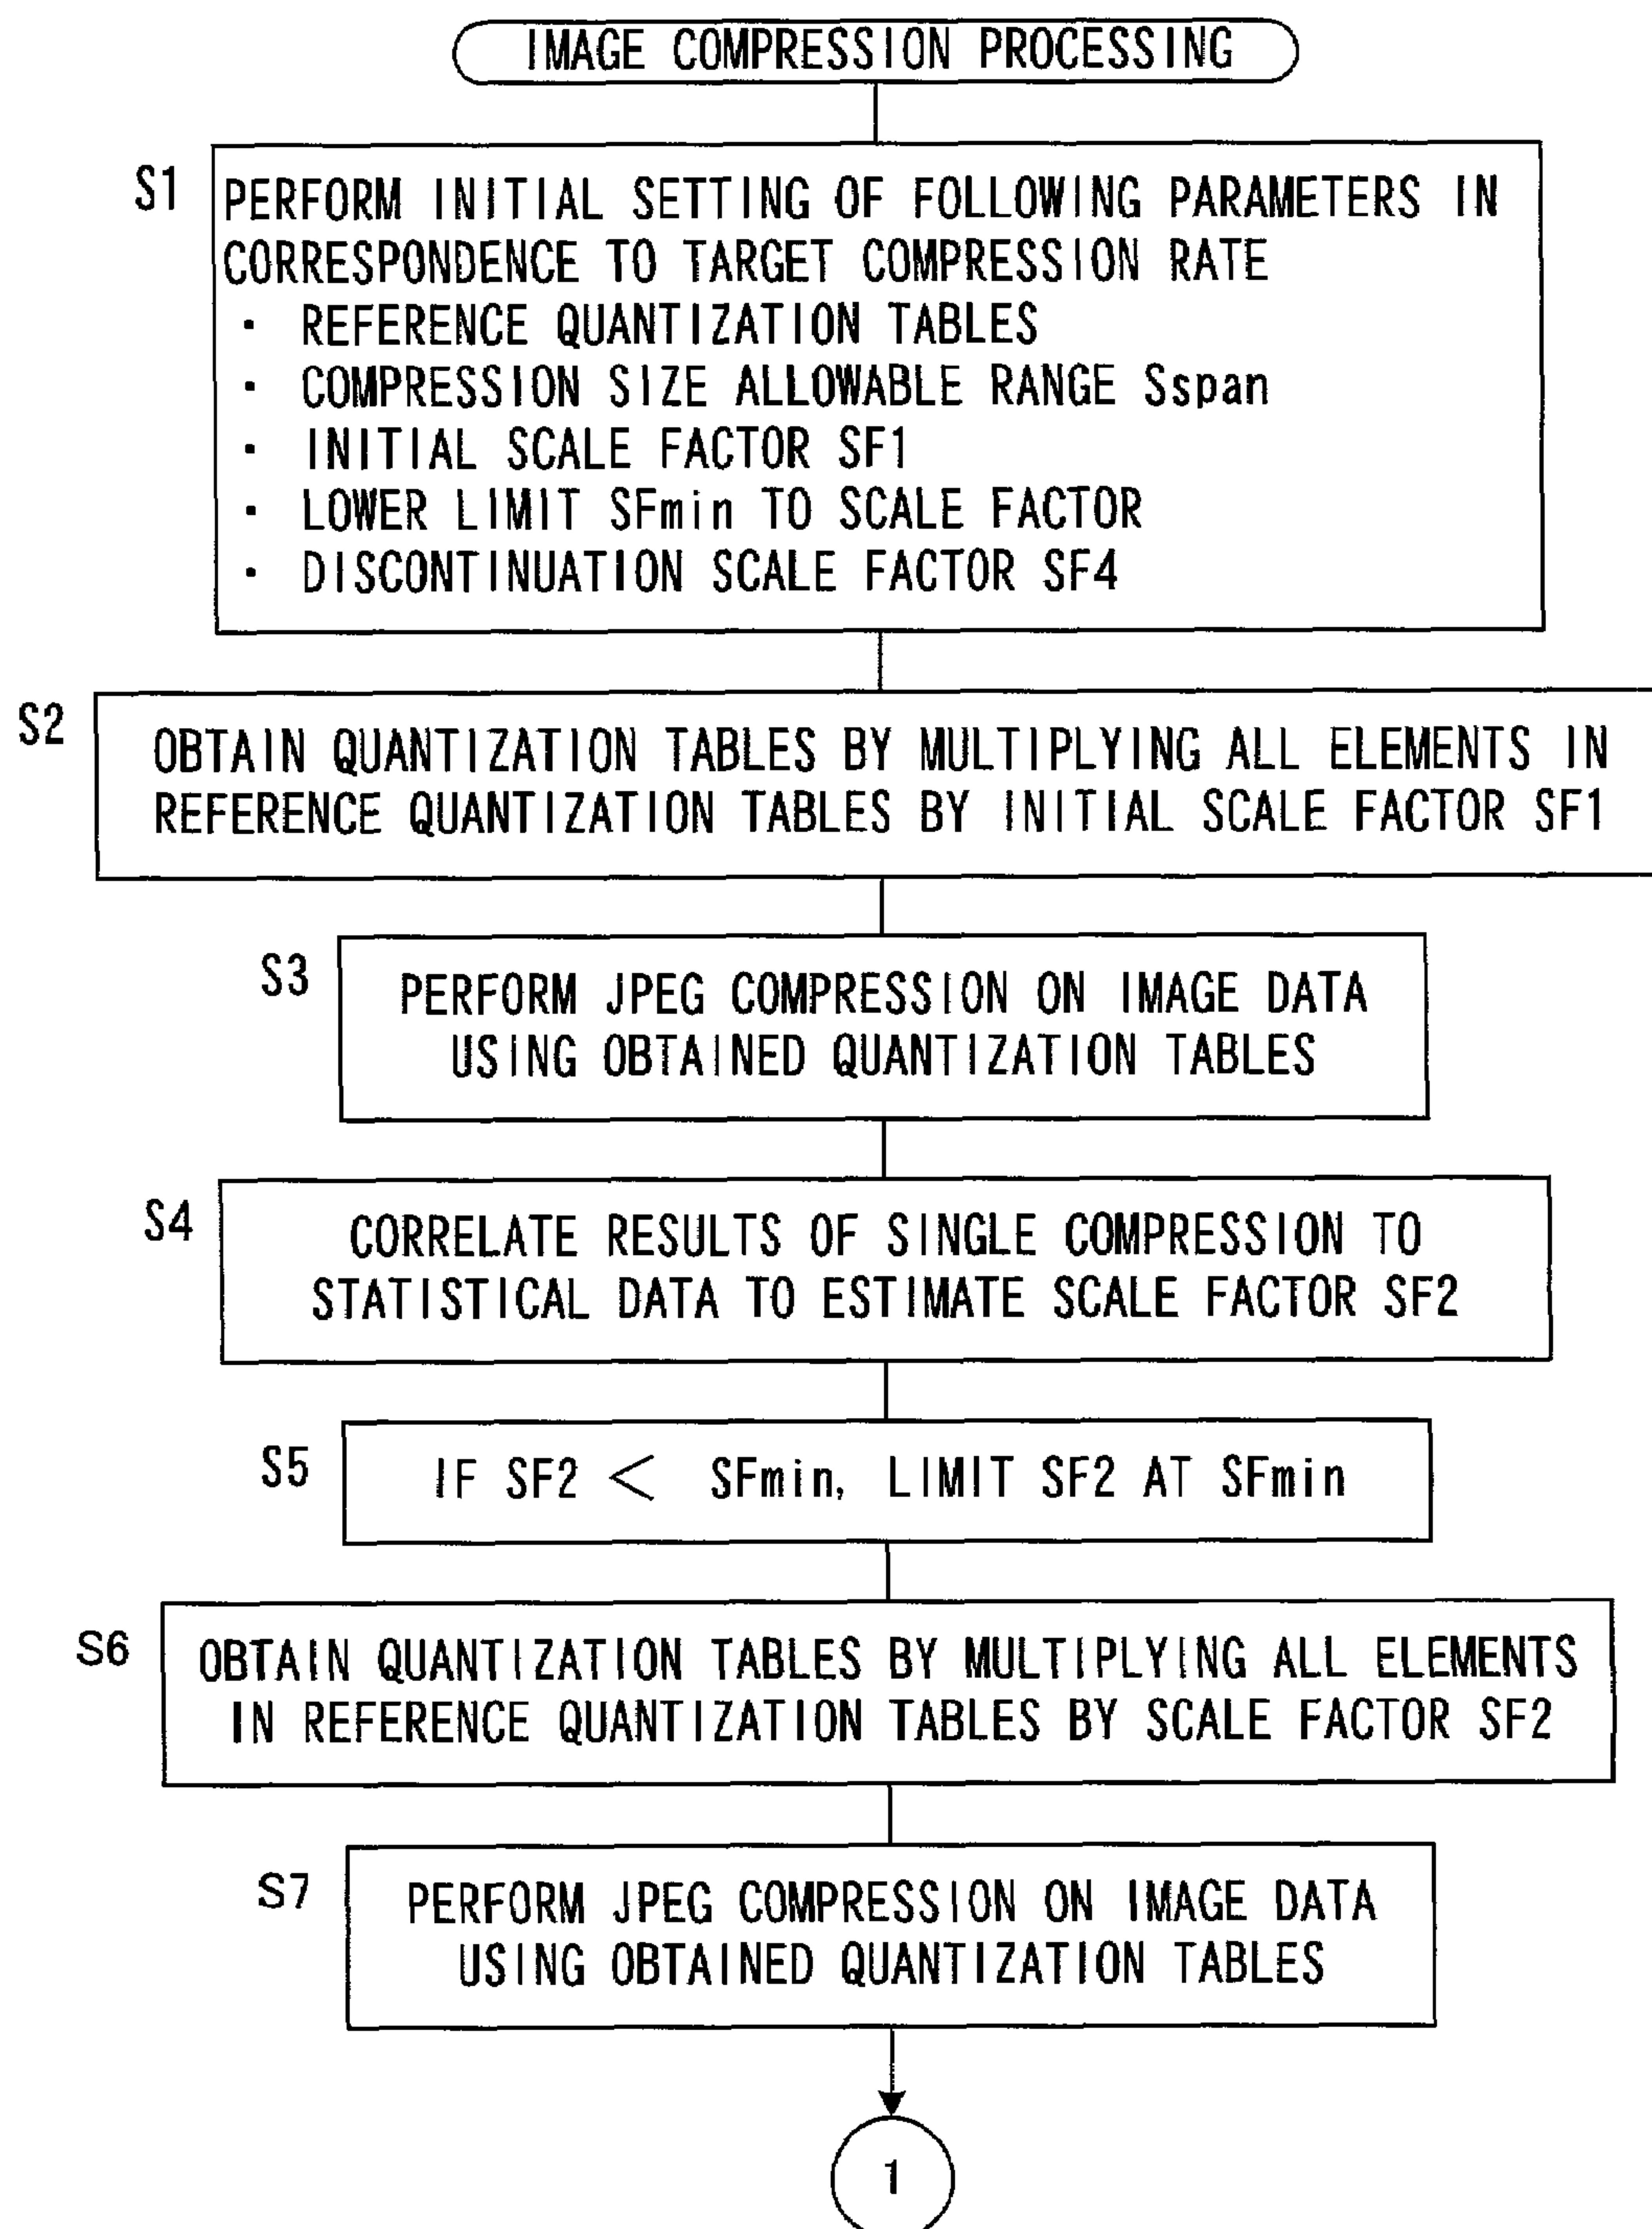 IMAGE COMPRESSION PROCESSING
S1
PERFORM INITIAL SETTING OF FOLLOWING PARAMETERS IN
CORRESPONDENCE TO TARGET COMPRESSION RATE
· REFERENCE QUANTIZATION TABLES
· COMPRESSION SIZE ALLOWABLE RANGE Sspan
· INITIAL SCALE FACTOR SF1
· LOWER LIMIT SFmin TO SCALE FACTOR
· DISCONTINUATION SCALE FACTOR SF4
S2
OBTAIN QUANTIZATION TABLES BY MULTIPLYING ALL ELEMENTS IN
REFERENCE QUANTIZATION TABLES BY INITIAL SCALE FACTOR SF1
S3
PERFORM JPEG COMPRESSION ON IMAGE DATA
USING OBTAINED QUANTIZATION TABLES
S4
CORRELATE RESULTS OF SINGLE COMPRESSION TO
STATISTICAL DATA TO ESTIMATE SCALE FACTOR SF2
S5
IF SF2 < SFmin, LIMIT SF2 AT SFmin
S6
OBTAIN QUANTIZATION TABLES BY MULTIPLYING ALL ELEMENTS
IN REFERENCE QUANTIZATION TABLES BY SCALE FACTOR SF2
S7
PERFORM JPEG COMPRESSION ON IMAGE DATA
USING OBTAINED QUANTIZATION TABLES
1